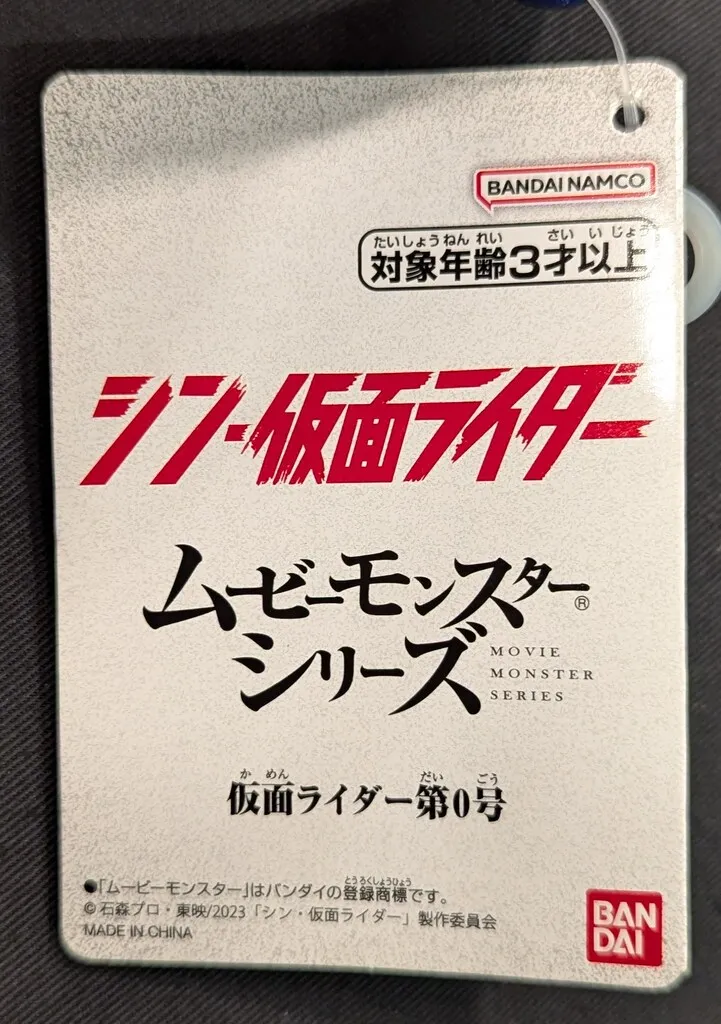 BANDAI NAMCO
たいしょうねんれい さいいじょう
対象年齢3才以上
シン・仮面ライダー
ムービーモンスター®
シリーズ
MOVIE
MONSTER
SERIES
かめん だい ごう
仮面ライダー第0号
とうろくしょうひょう
●「ムービーモンスター」はバンダイの登録商標です。
©石森プロ・東映/2023「シン・仮面ライダー」製作委員会
MADE IN CHINA
BAN
DAI